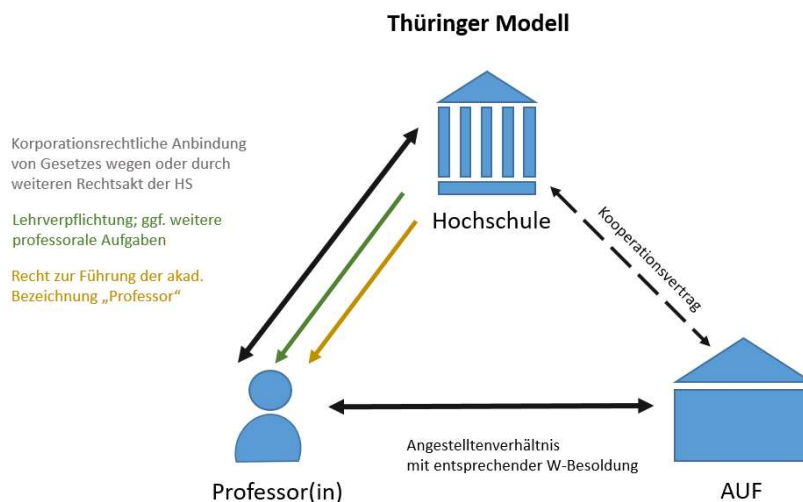 Thüringer Modell
Korporationsrechtliche Anbindung
von Gesetzes wegen oder durch
weiteren Rechtsakt der HS
Lehrverpflichtung; ggf. weitere
professorale Aufgaben
Recht zur Führung der akad.
Bezeichnung „Professor“
Hochschule
Kooperationsvertrag
Angestelltenverhältnis
mit entsprechender W-Besoldung
Professor(in)
AUF